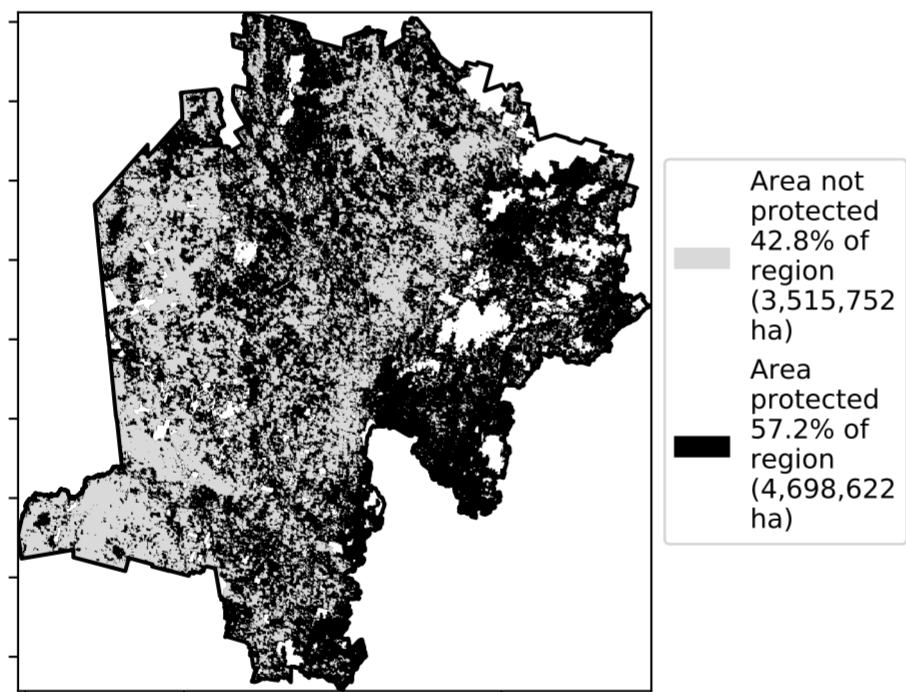 Area not
protected
42.8% of
region
(3,515,752
ha)
Area
protected
57.2% of
region
(4,698,622
ha)